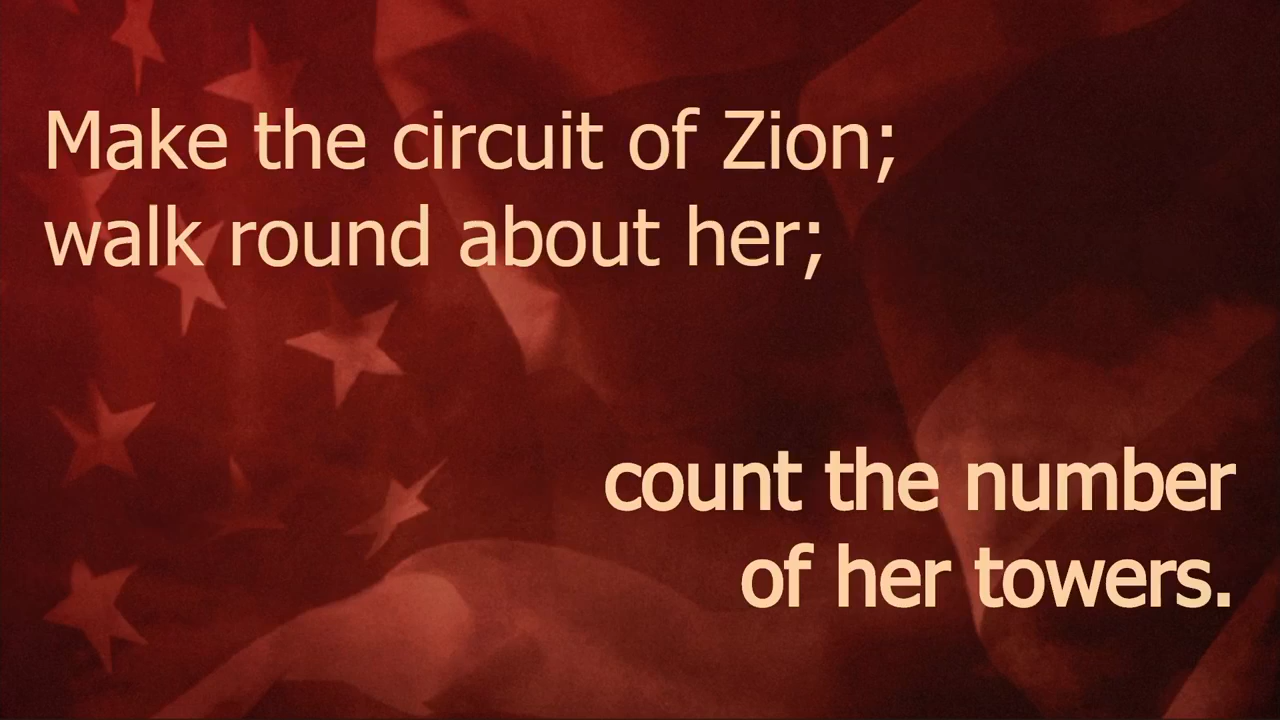 Make the circuit of Zion;
walk round about her;
count the number
of her towers.